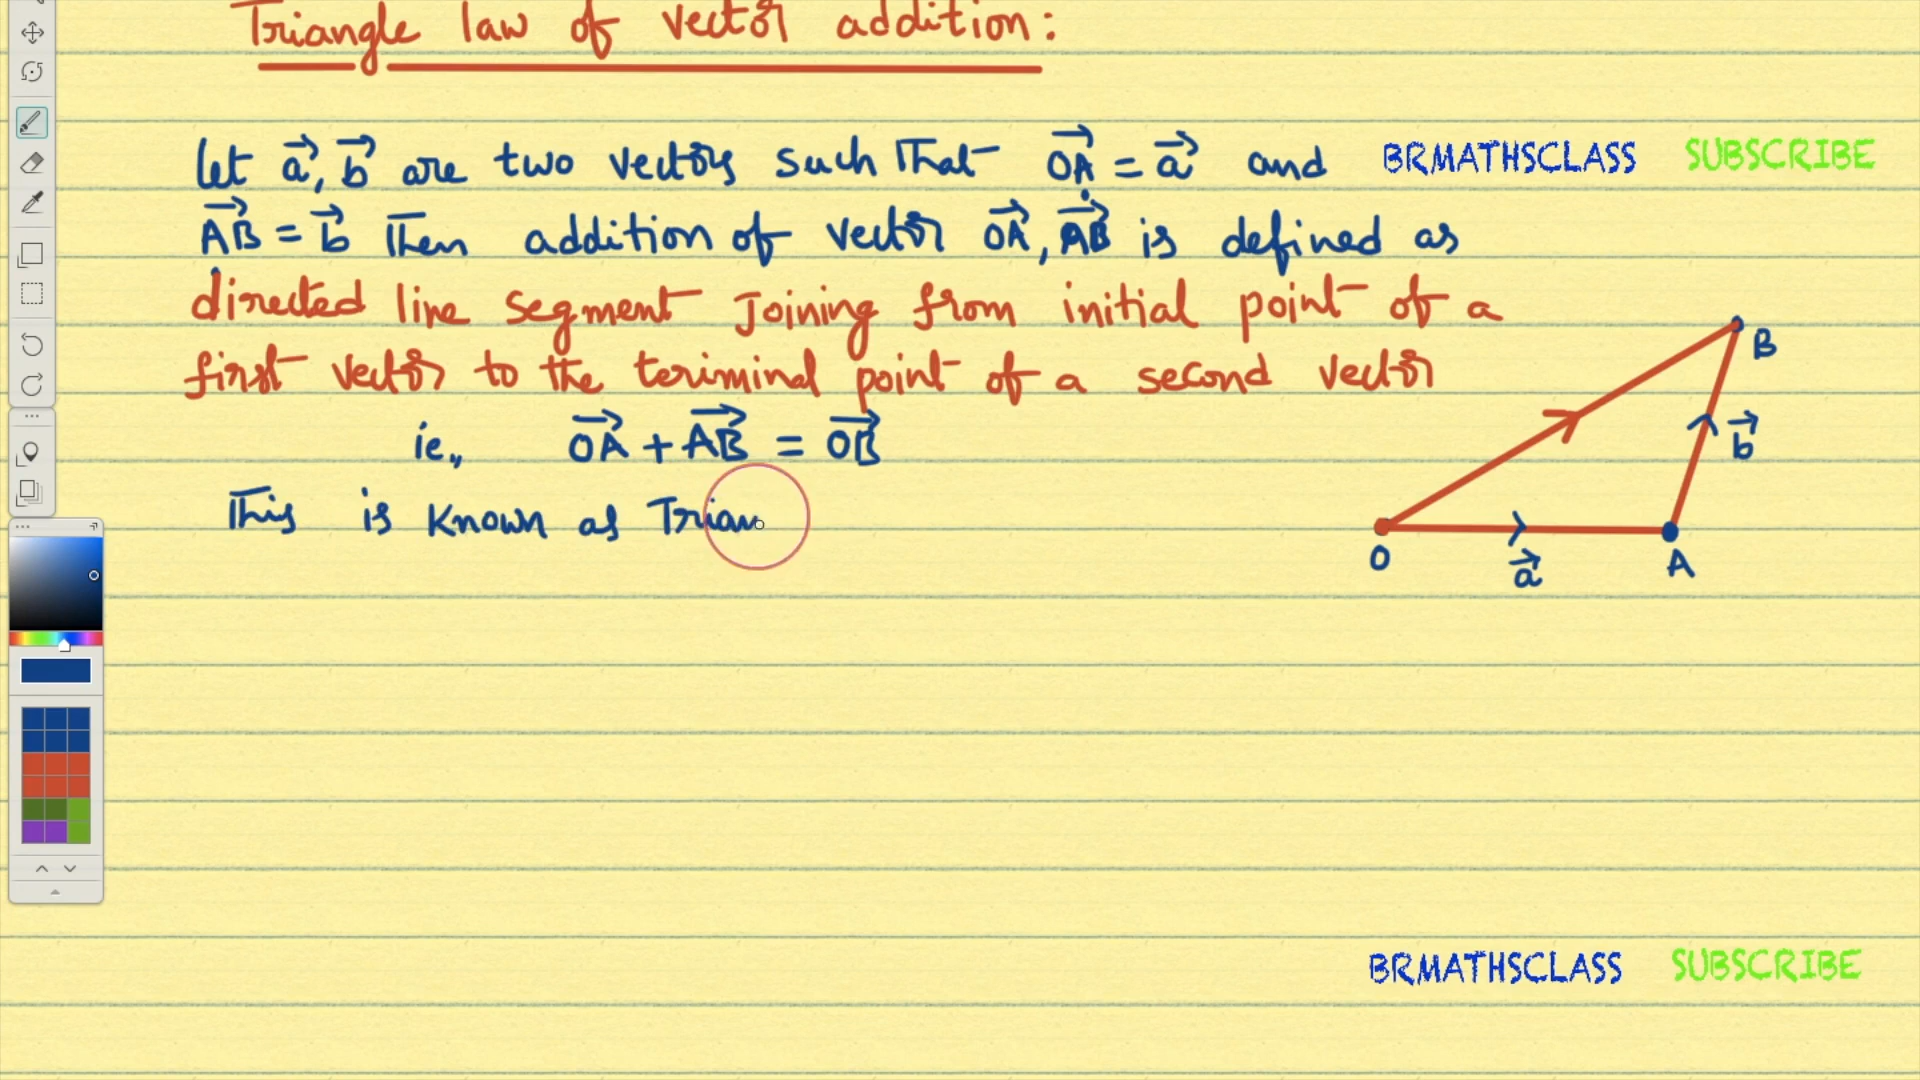 Triangle law of vector addition:
let a⃗, b⃗ are two vectors such that OA⃗ = a⃗ and
BRMATHSCLASS SUBSCRIBE
AB⃗ = b⃗ Then addition of vector OA⃗, AB⃗ is defined as
directed line segment Joining from initial point of a
first vector to the teriminal point of a second vector
ie., OA⃗ + AB⃗ = OB⃗
This is Known as Trian
B
b⃗
O
a⃗
A
BRMATHSCLASS SUBSCRIBE